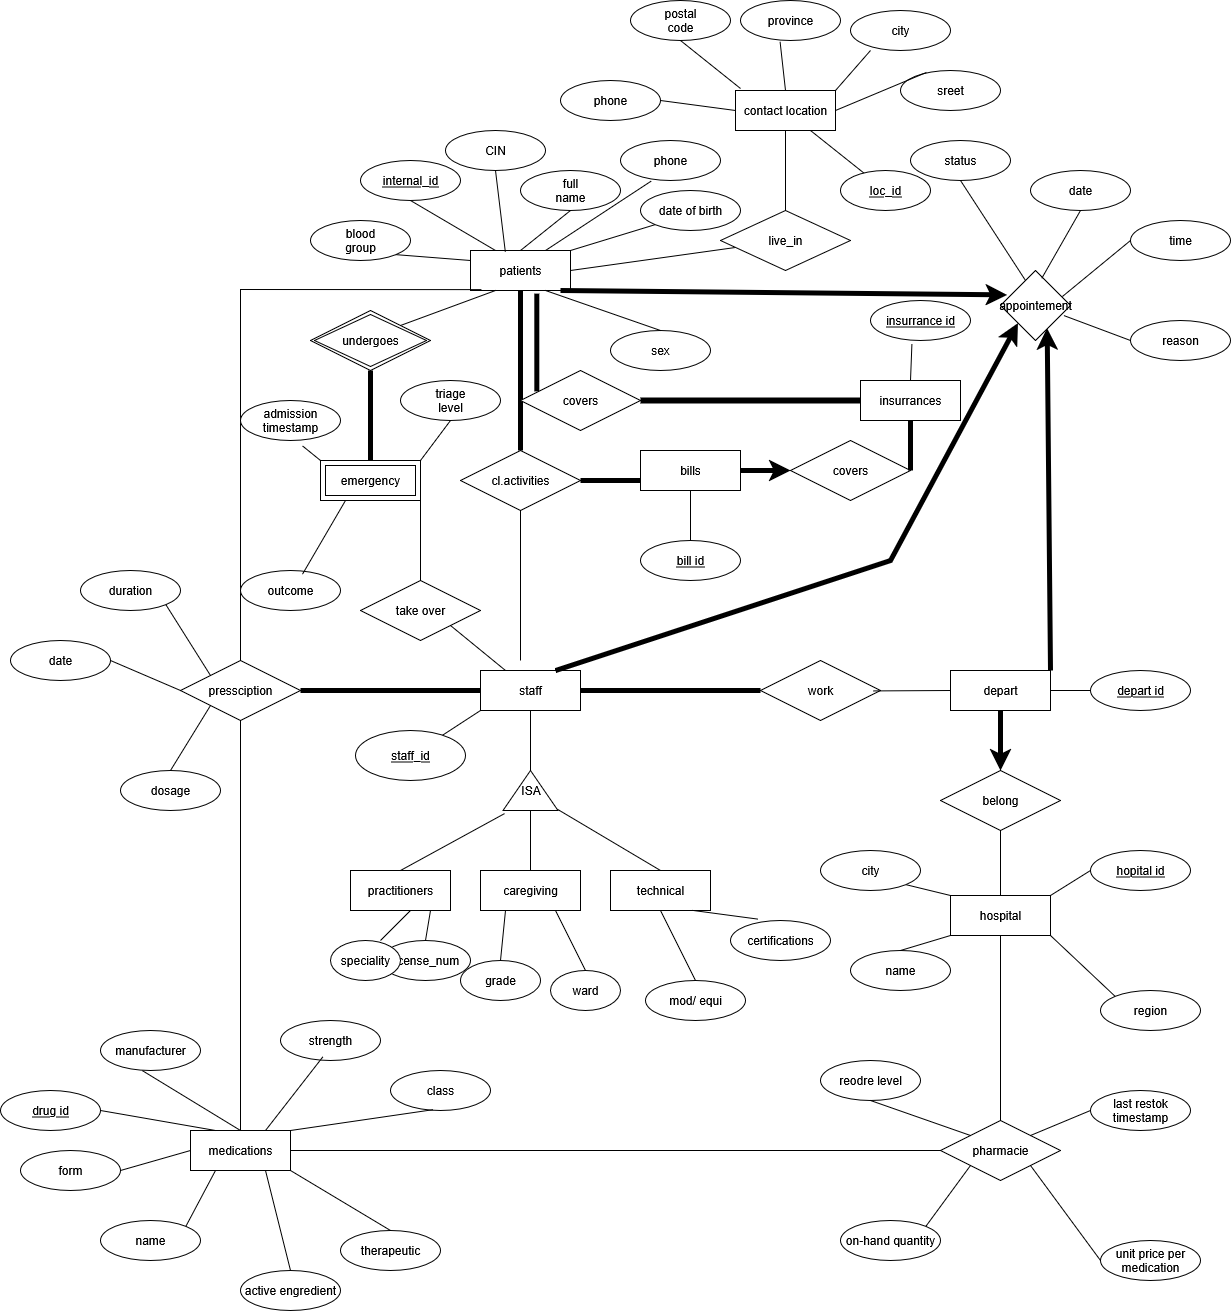 postal
code
province
city
phone
contact location
sreet
CIN
phone
status
internal_id
full
name
loc_id
date
blood
group
date of birth
live_in
time
patients
appointement
undergoes
insurrance id
sex
reason
admission
timestamp
triage
level
covers
insurrances
emergency
cl.activities
bills
covers
bill id
duration
outcome
take over
date
pressciption
staff
work
depart
depart id
staff_id
dosage
ISA
belong
practitioners
caregiving
technical
city
hopital id
hospital
certifications
speciality
cense_num
grade
ward
mod/ equi
name
region
manufacturer
strength
class
reodre level
drug id
last restok
timestamp
medications
pharmacie
form
name
therapeutic
on-hand quantity
unit price per
medication
active engredient